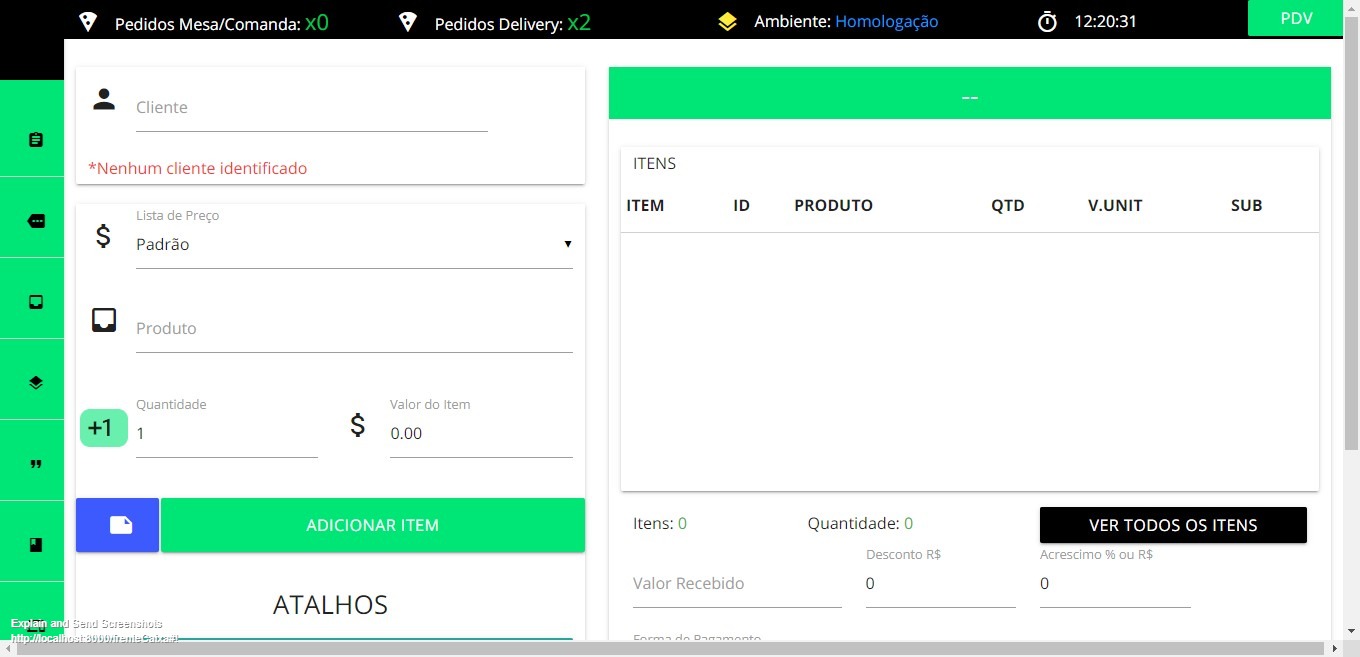 Pedidos Mesa/Comanda: x0
Pedidos Delivery: x2
Ambiente: Homologação
12:20:31
PDV
Cliente
*Nenhum cliente identificado
Lista de Preço
Padrão
Produto
Quantidade
+1
1
Valor do Item
0.00
ADICIONAR ITEM
ATALHOS
--
ITENS
ITEM ID PRODUTO QTD V.UNIT SUB
Itens: 0
Quantidade: 0
VER TODOS OS ITENS
Valor Recebido
Desconto R$
0
Acrescimo % ou R$
0
Forma de Pagamento
Explain and Send Screenshots
http://localhost:8000/frenteCaixa#!